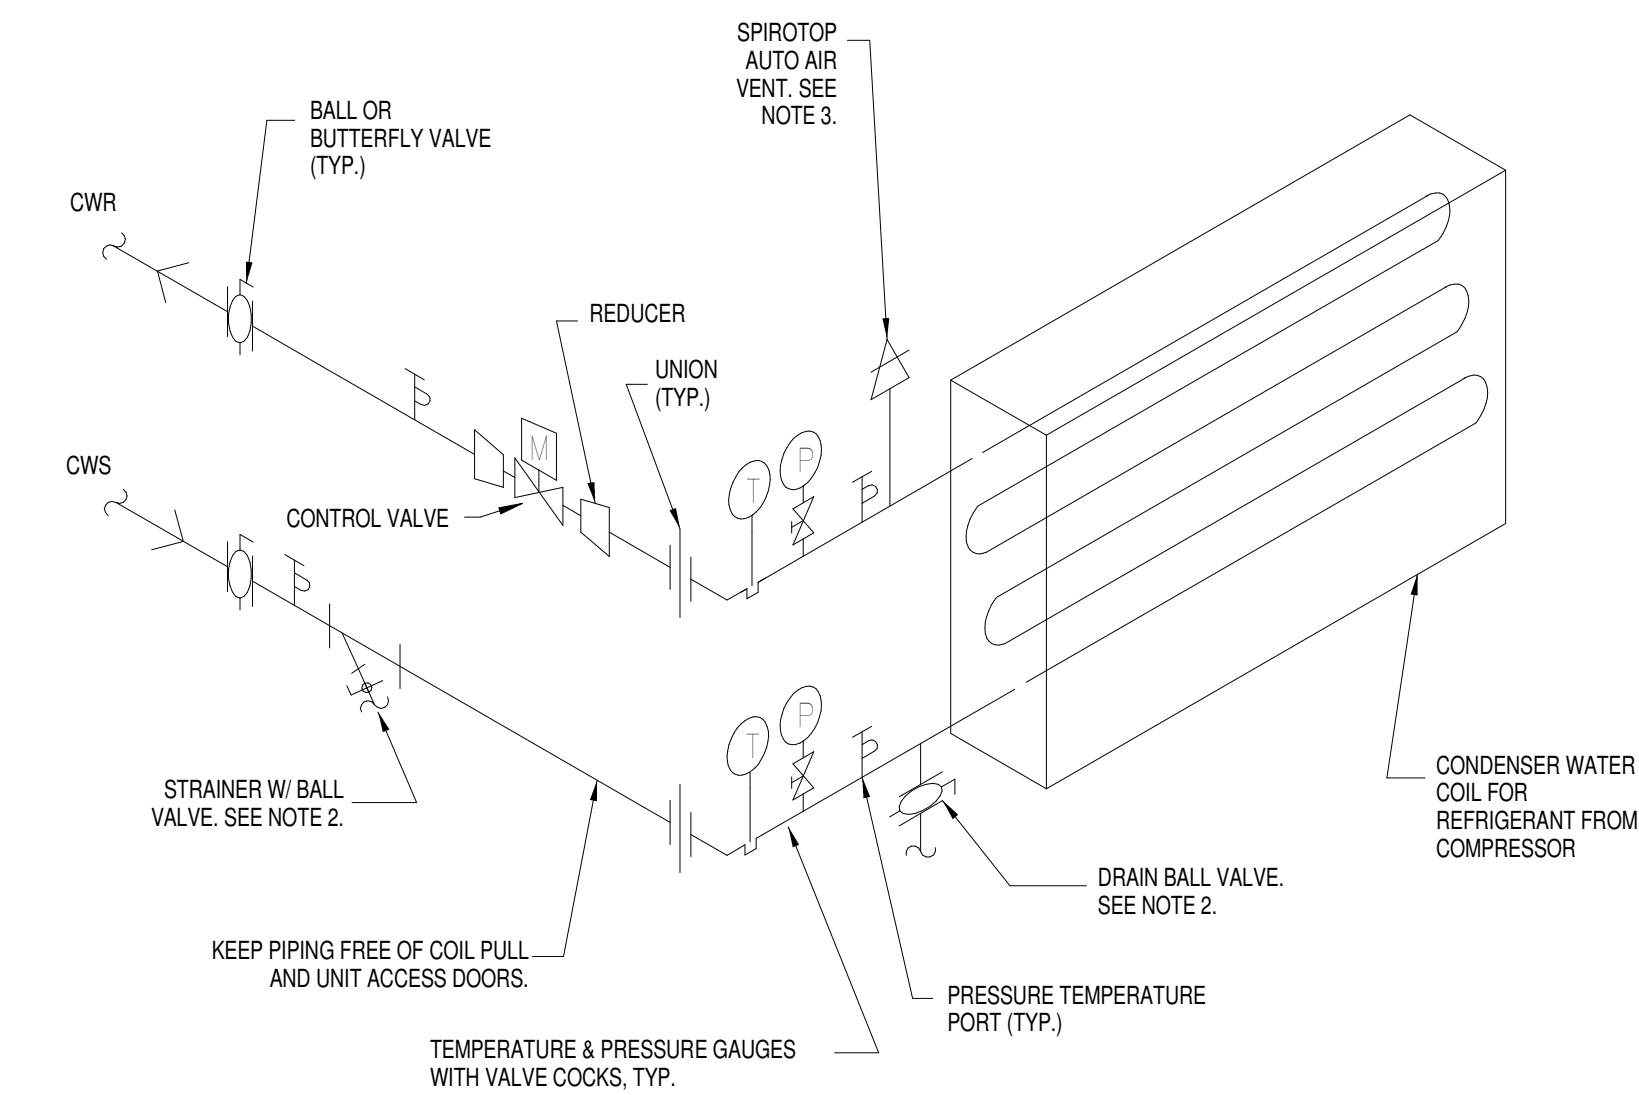 SPIROTOP
AUTO AIR
VENT. SEE
NOTE 3.
BALL OR
BUTTERFLY VALVE
(TYP.)
CWR
REDUCER
UNION
(TYP.)
M
P
T
CWS
CONTROL VALVE
P
T
STRAINER W/ BALL
VALVE. SEE NOTE 2.
CONDENSER WATER
COIL FOR
REFRIGERANT FROM
COMPRESSOR
DRAIN BALL VALVE.
SEE NOTE 2.
KEEP PIPING FREE OF COIL PULL
AND UNIT ACCESS DOORS.
PRESSURE TEMPERATURE
PORT (TYP.)
TEMPERATURE & PRESSURE GAUGES
WITH VALVE COCKS, TYP.